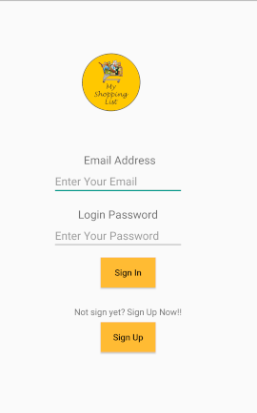 My
Shopping
List
Email Address
Enter Your Email
Login Password
Enter Your Password
Sign In
Not sign yet? Sign Up Now!!
Sign Up